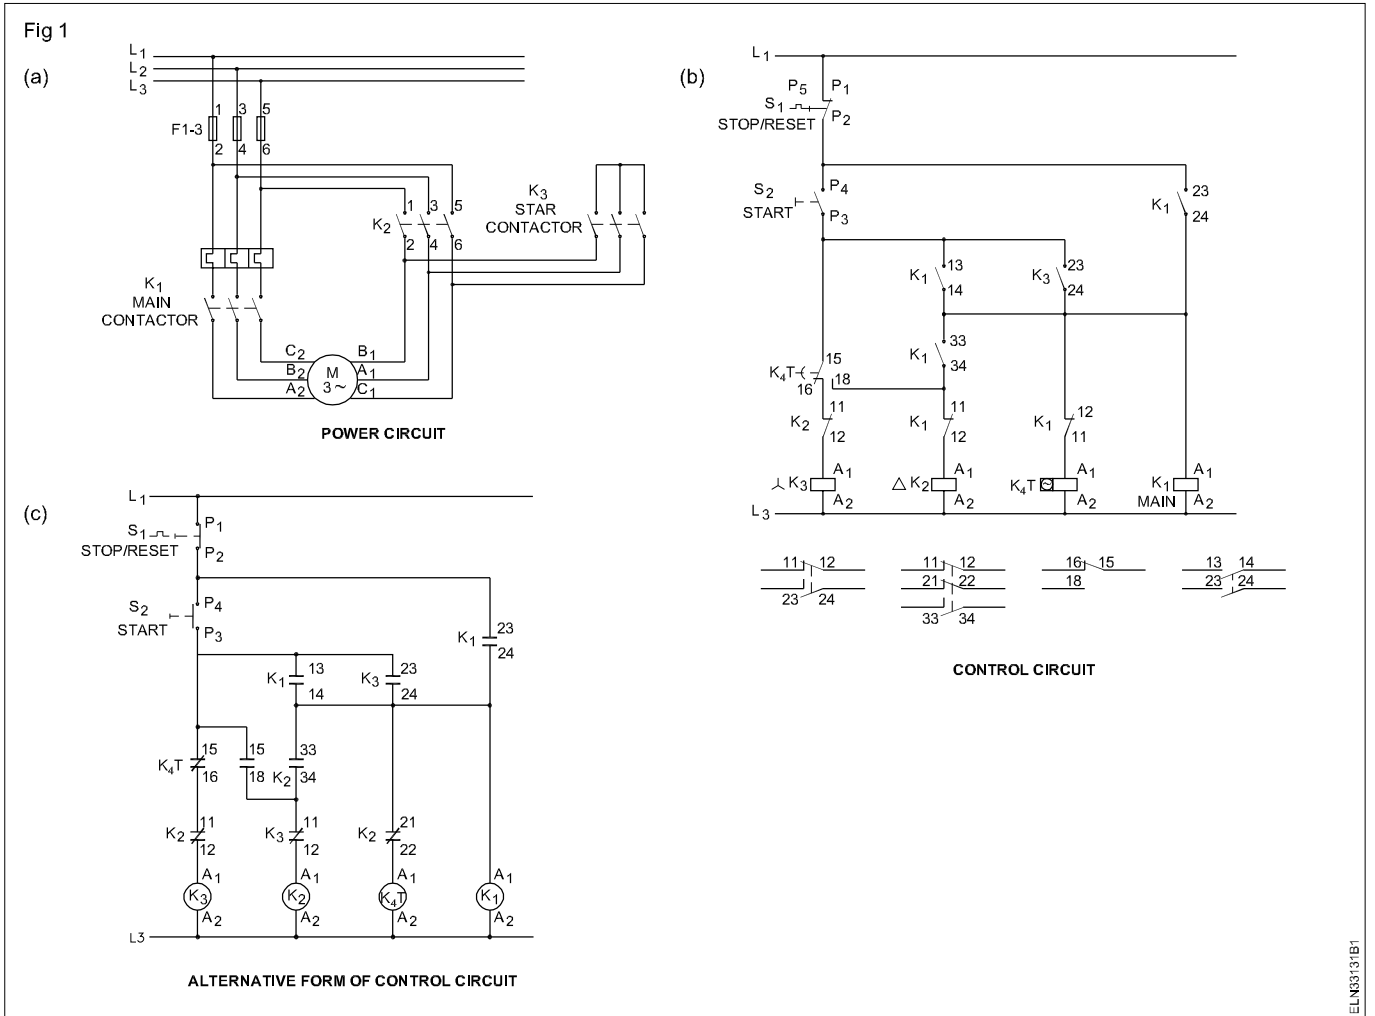 Fig 1
(a)
L1
L2
L3
1 3 5
F1-3
2 4 6
K3
STAR
CONTACTOR
1 3 5
K2
2 4 6
K1
MAIN
CONTACTOR
C2 B1
B2 M A1
3 ~
A2 C1
POWER CIRCUIT
(b)
L1
P5 P1
S1
STOP/RESET P2
S2 P4
START P3
K1 23
24
K1 13
14
K3 23
24
K1 33
34
K4T 15
16 18
K2 11
12
K1 11
12
K1 12
11
K3 A1
A2
△ K2 A1
A2
K4T A1
A2
K1 A1
MAIN A2
L3
11 12
23 24
11 12
21 22
33 34
16 15
18
13 14
23 24
CONTROL CIRCUIT
(c)
L1
S1 P1
STOP/RESET P2
S2 P4
START P3
K1 23
24
K1 13
14
K3 23
24
K4T 15
16
15
18
K2 33
34
K2 11
12
K3 11
12
K2 21
22
A1 A1 A1 A1
K3 K2 K4T K1
A2 A2 A2 A2
L3
ALTERNATIVE FORM OF CONTROL CIRCUIT
ELN33131B1